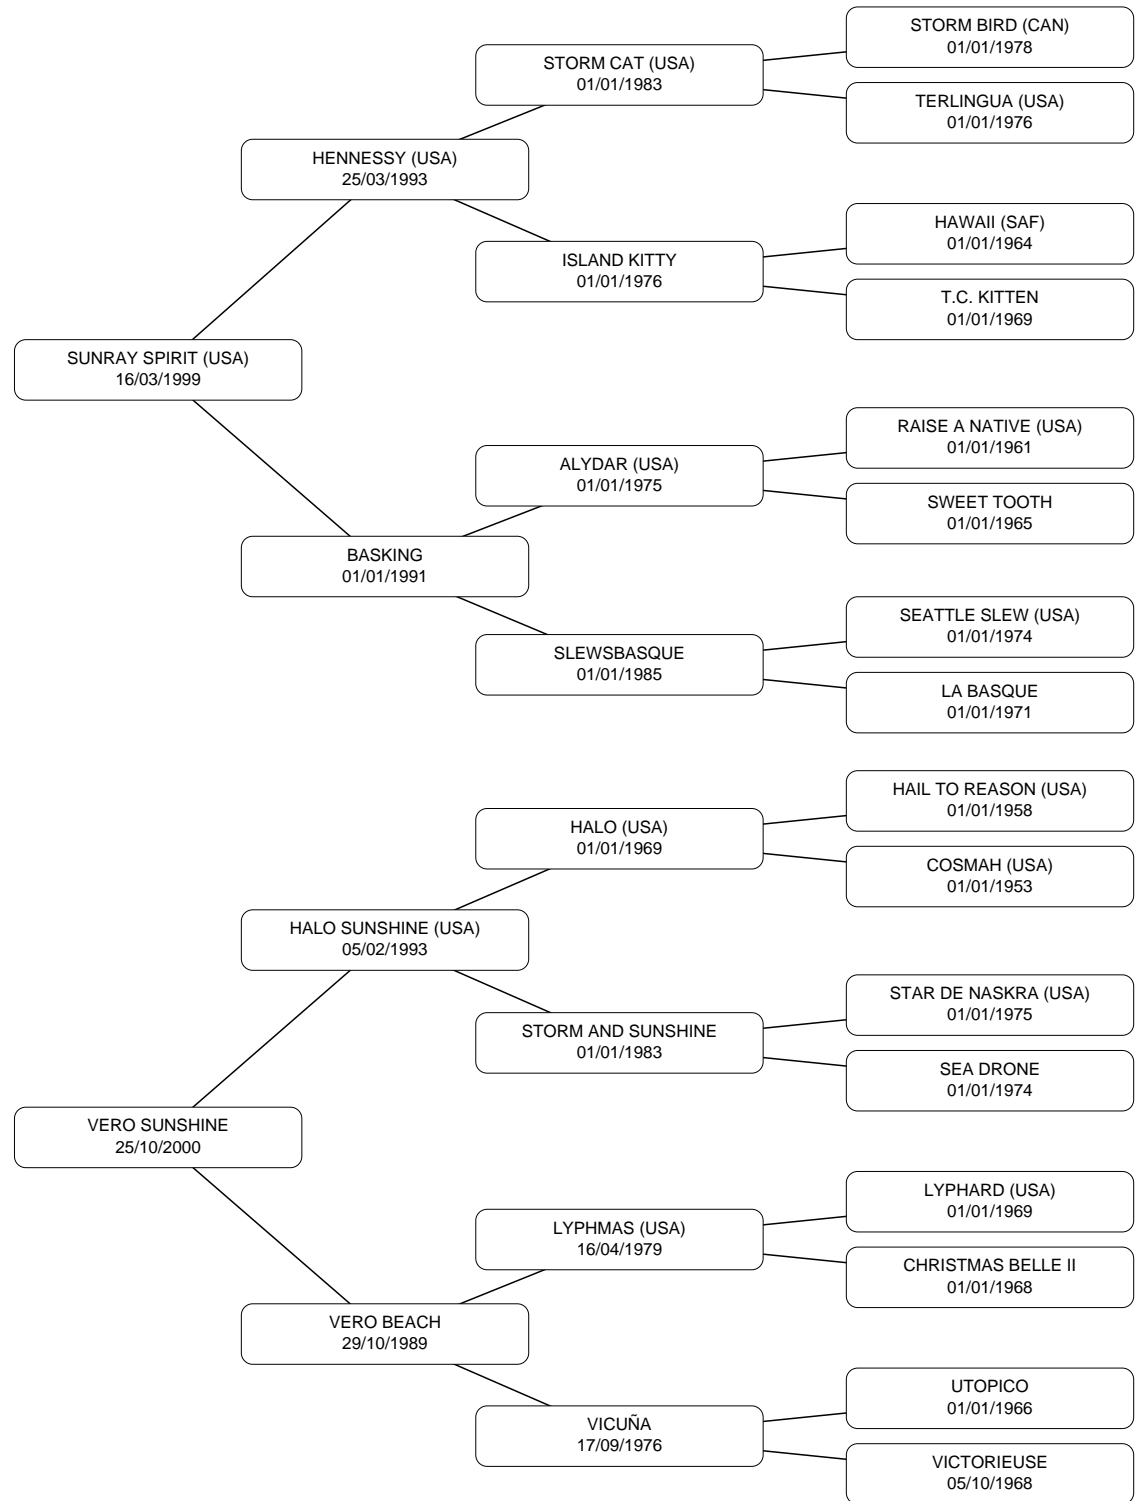 STORM BIRD (CAN)
01/01/1978
STORM CAT (USA)
01/01/1983
TERLINGUA (USA)
01/01/1976
HENNESSY (USA)
25/03/1993
HAWAII (SAF)
01/01/1964
ISLAND KITTY
01/01/1976
T.C. KITTEN
01/01/1969
SUNRAY SPIRIT (USA)
16/03/1999
RAISE A NATIVE (USA)
01/01/1961
ALYDAR (USA)
01/01/1975
SWEET TOOTH
01/01/1965
BASKING
01/01/1991
SEATTLE SLEW (USA)
01/01/1974
SLEWSBASQUE
01/01/1985
LA BASQUE
01/01/1971
HAIL TO REASON (USA)
01/01/1958
HALO (USA)
01/01/1969
COSMAH (USA)
01/01/1953
HALO SUNSHINE (USA)
05/02/1993
STAR DE NASKRA (USA)
01/01/1975
STORM AND SUNSHINE
01/01/1983
SEA DRONE
01/01/1974
VERO SUNSHINE
25/10/2000
LYPHARD (USA)
01/01/1969
LYPHMAS (USA)
16/04/1979
CHRISTMAS BELLE II
01/01/1968
VERO BEACH
29/10/1989
UTOPICO
01/01/1966
VICUÑA
17/09/1976
VICTORIEUSE
05/10/1968